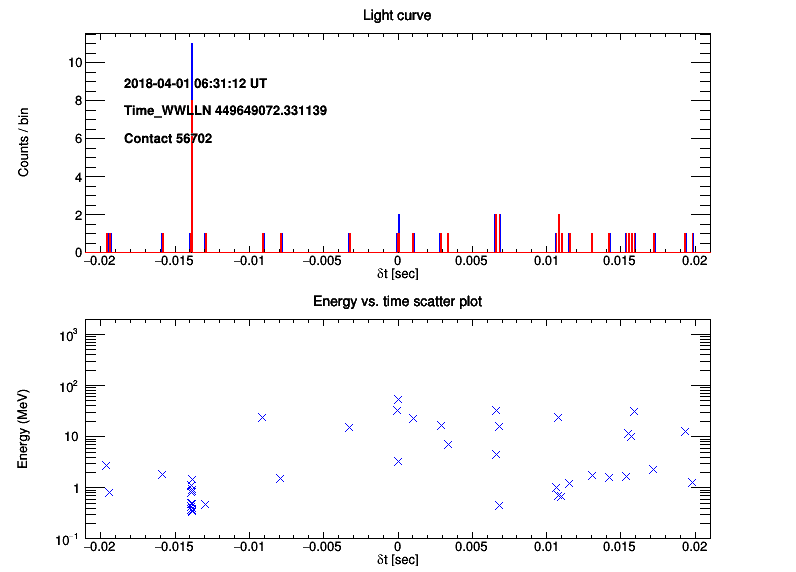 Light curve
Counts / bin
10
8
6
4
2
0
2018-04-01 06:31:12 UT
Time_WWLLN 449649072.331139
Contact 56702
−0.02 −0.015 −0.01 −0.005 0 0.005 0.01 0.015 0.02
δt [sec]
Energy vs. time scatter plot
Energy (MeV)
10³
10²
10
1
10⁻¹
−0.02 −0.015 −0.01 −0.005 0 0.005 0.01 0.015 0.02
δt [sec]